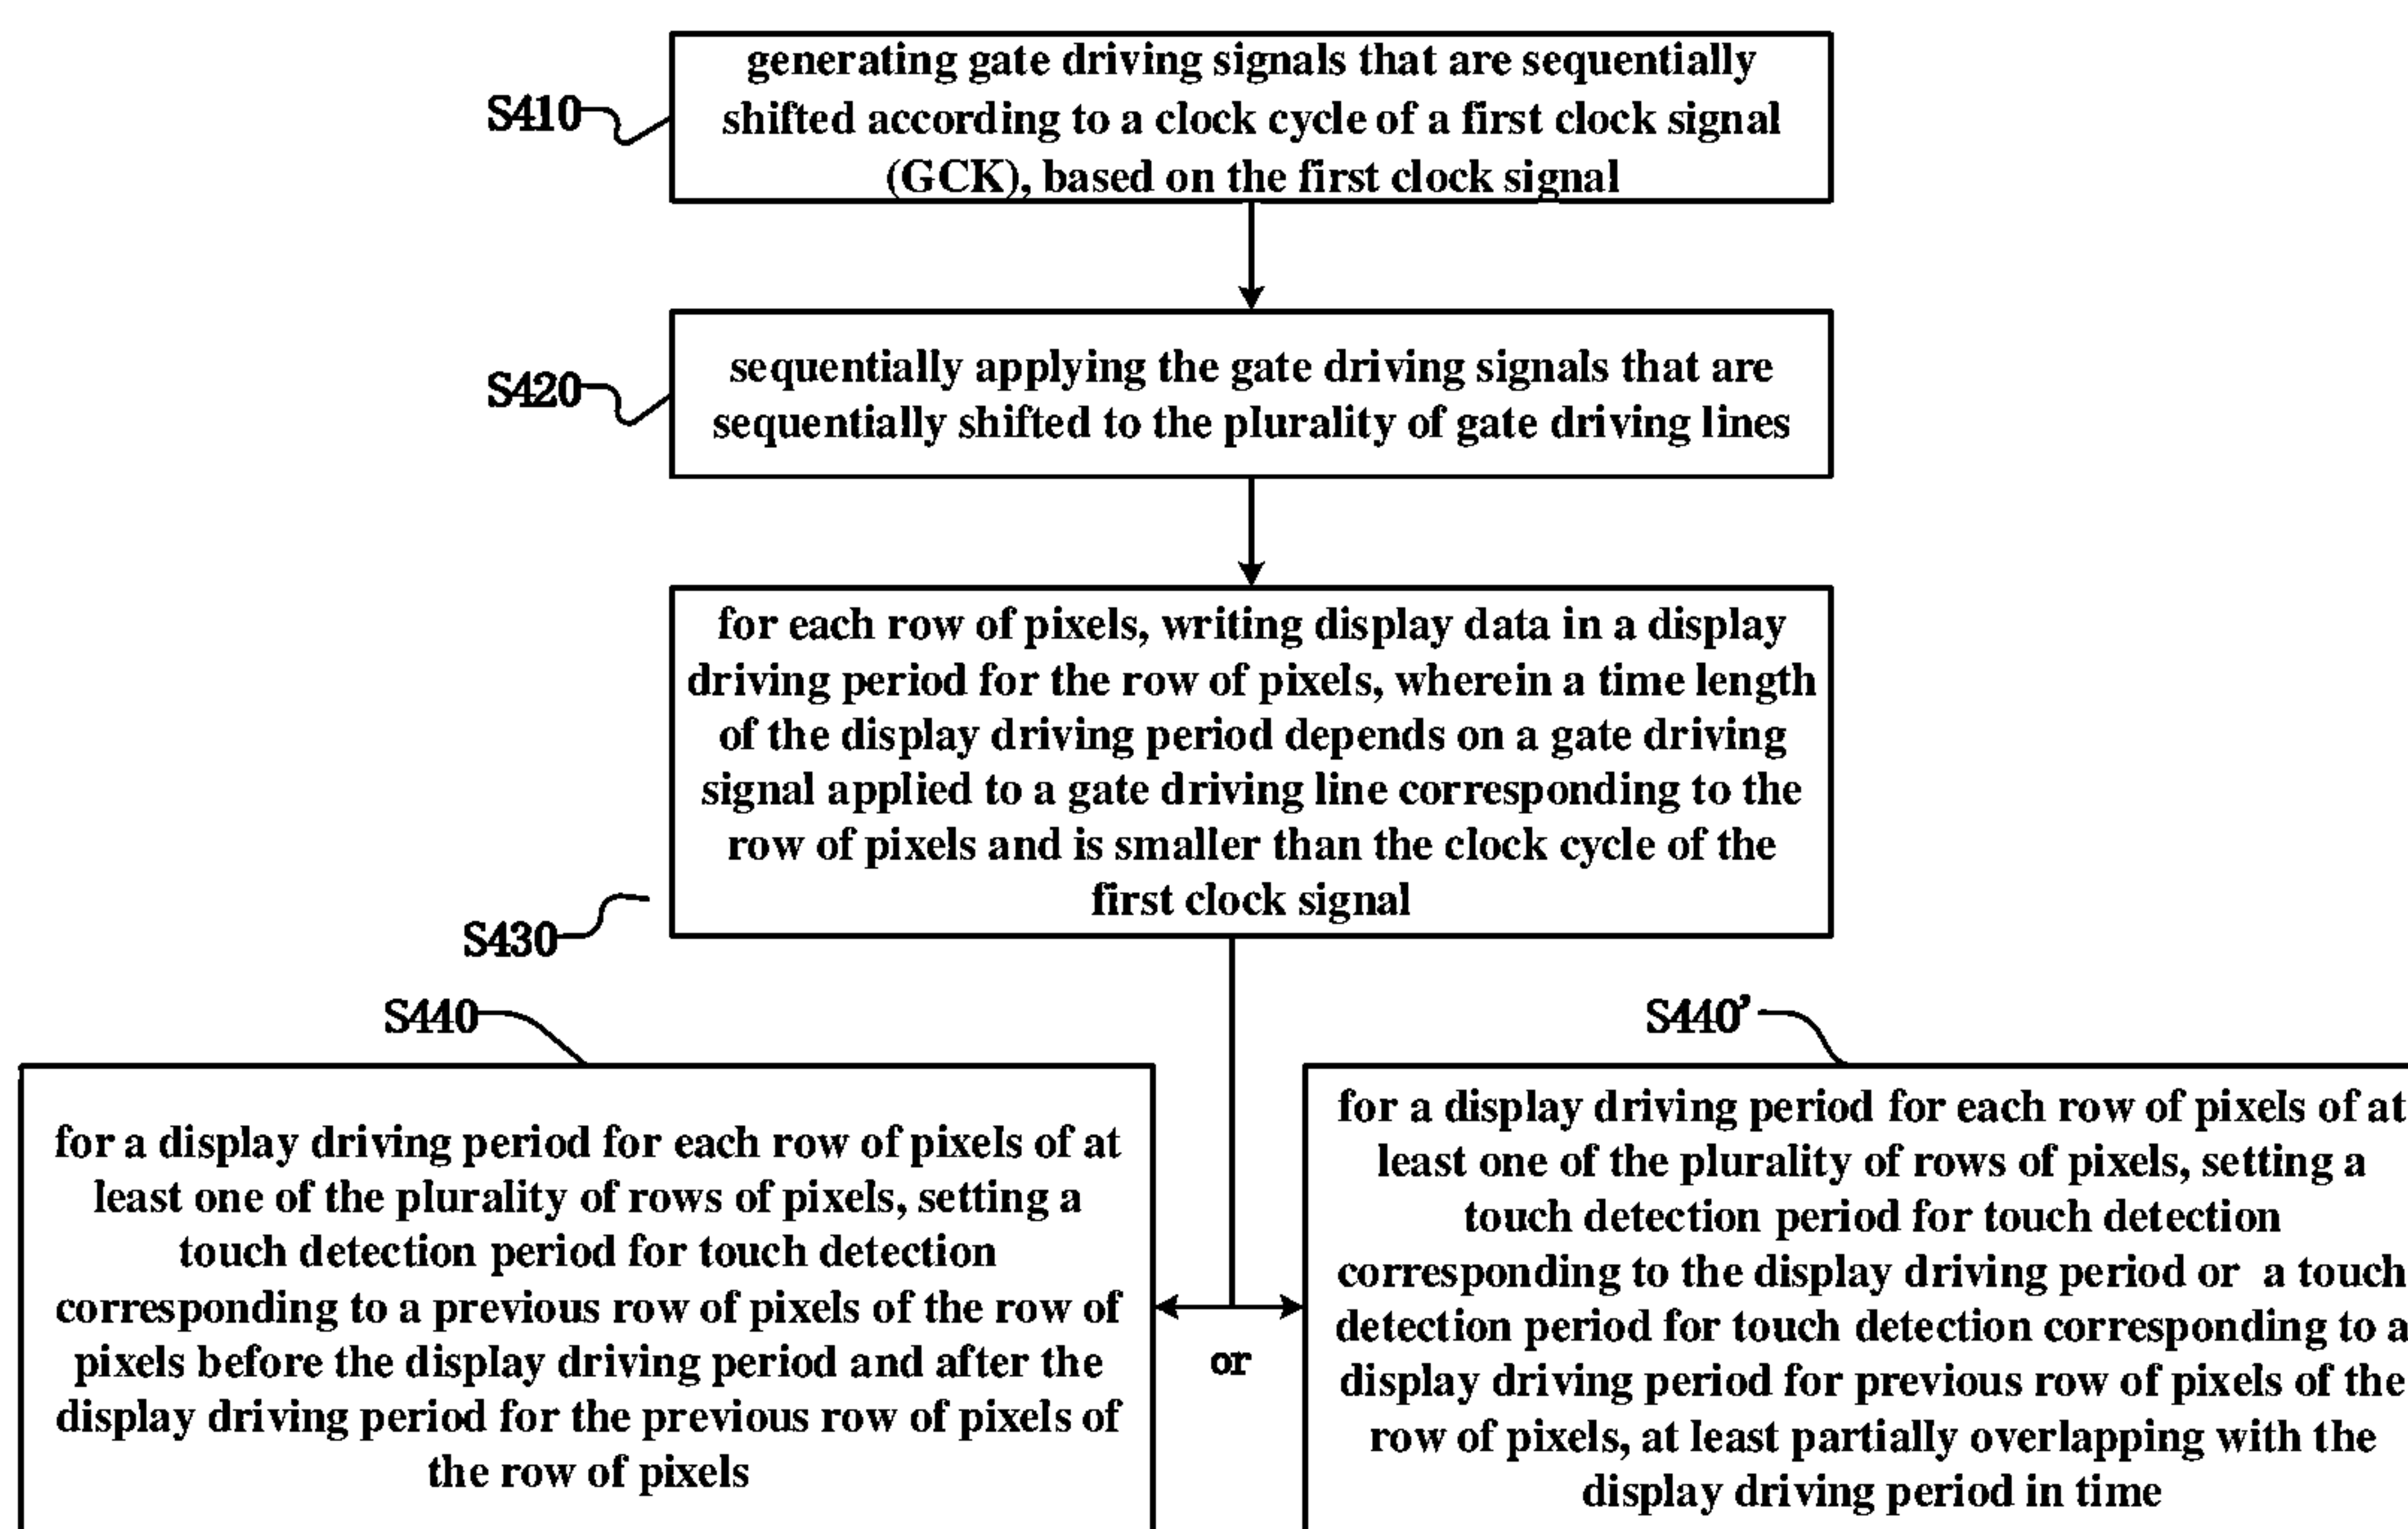 generating gate driving signals that are sequentially
S410
shifted according to a clock cycle of a first clock signal
(GCK), based on the first clock signal
sequentially applying the gate driving signals that are
S420
sequentially shifted to the plurality of gate driving lines
for each row of pixels, writing display data in a display
driving period for the row of pixels, wherein a time length
of the display driving period depends on a gate driving
signal applied to a gate driving line corresponding to the
row of pixels and is smaller than the clock cycle of the
first clock signal
S430
S440
for a display driving period for each row of pixels of at
least one of the plurality of rows of pixels, setting a
touch detection period for touch detection
corresponding to a previous row of pixels of the row of
pixels before the display driving period and after the
display driving period for the previous row of pixels of
the row of pixels
or
S440’
for a display driving period for each row of pixels of at
least one of the plurality of rows of pixels, setting a
touch detection period for touch detection
corresponding to the display driving period or a touch
detection period for touch detection corresponding to a
display driving period for previous row of pixels of the
row of pixels, at least partially overlapping with the
display driving period in time